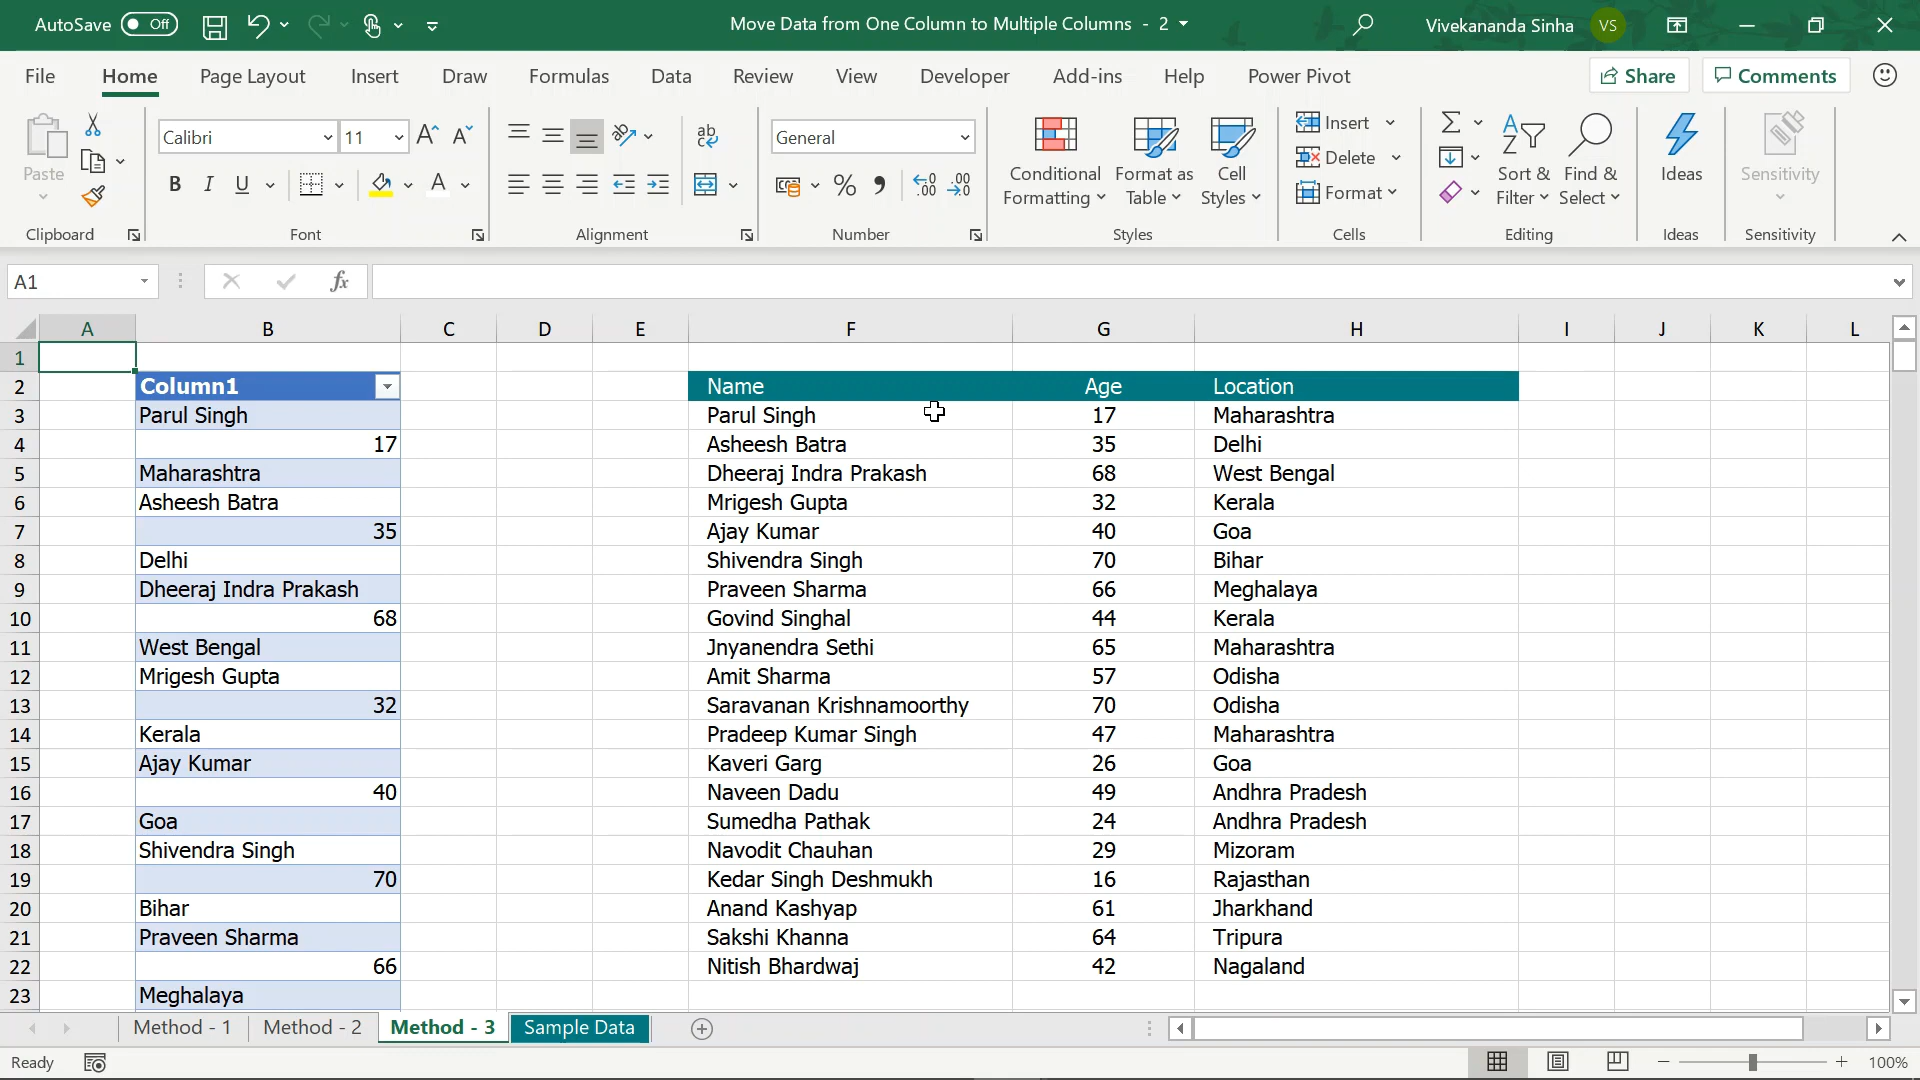 AutoSave Off Move Data from One Column to Multiple Columns - 2 Vivekananda Sinha VS
File Home Page Layout Insert Draw Formulas Data Review View Developer Add-ins Help Power Pivot Share Comments
Paste
Clipboard
Calibri 11
B I U A
Font
ab
Alignment
General
% , .00
Number
Conditional Formatting
Format as Table
Cell Styles
Styles
Insert
Delete
Format
Cells
Sort & Filter
Find & Select
Editing
Ideas
Ideas
Sensitivity
Sensitivity
A1 fx
A B C D E F G H I J K L
1
2 Column1 Name Age Location
3 Parul Singh Parul Singh 17 Maharashtra
4 17 Asheesh Batra 35 Delhi
5 Maharashtra Dheeraj Indra Prakash 68 West Bengal
6 Asheesh Batra Mrigesh Gupta 32 Kerala
7 35 Ajay Kumar 40 Goa
8 Delhi Shivendra Singh 70 Bihar
9 Dheeraj Indra Prakash Praveen Sharma 66 Meghalaya
10 68 Govind Singhal 44 Kerala
11 West Bengal Jnyanendra Sethi 65 Maharashtra
12 Mrigesh Gupta Amit Sharma 57 Odisha
13 32 Saravanan Krishnamoorthy 70 Odisha
14 Kerala Pradeep Kumar Singh 47 Maharashtra
15 Ajay Kumar Kaveri Garg 26 Goa
16 40 Naveen Dadu 49 Andhra Pradesh
17 Goa Sumedha Pathak 24 Andhra Pradesh
18 Shivendra Singh Navodit Chauhan 29 Mizoram
19 70 Kedar Singh Deshmukh 16 Rajasthan
20 Bihar Anand Kashyap 61 Jharkhand
21 Praveen Sharma Sakshi Khanna 64 Tripura
22 66 Nitish Bhardwaj 42 Nagaland
23 Meghalaya
Method - 1 Method - 2 Method - 3 Sample Data
Ready 100%